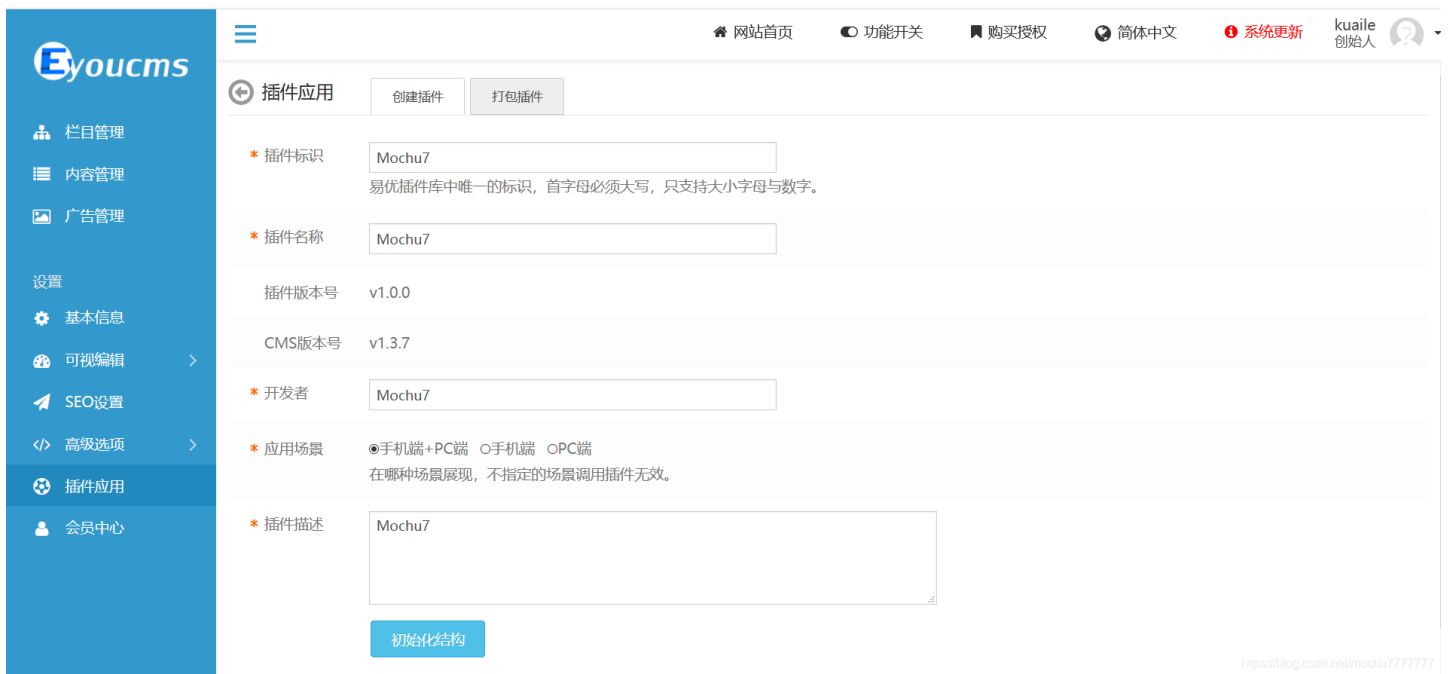 Eyoucms
网站首页
功能开关
购买授权
简体中文
系统更新
kuaile
创始人
栏目管理
内容管理
广告管理
设置
基本信息
可视编辑
SEO设置
高级选项
插件应用
会员中心
插件应用
创建插件
打包插件
* 插件标识
Mochu7
易优插件库中唯一的标识，首字母必须大写，只支持大小字母与数字。
* 插件名称
Mochu7
插件版本号
v1.0.0
CMS版本号
v1.3.7
* 开发者
Mochu7
* 应用场景
手机端+PC端 手机端 PC端
在哪种场景展现，不指定的场景调用插件无效。
* 插件描述
Mochu7
初始化结构
https://blog.csdn.net/mochu7777777